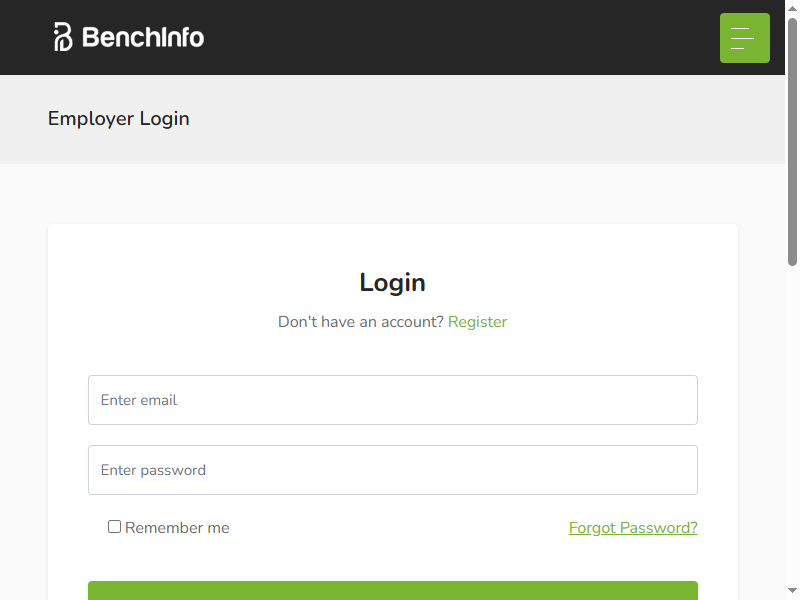 BenchInfo
Employer Login
Login
Don't have an account? Register
Enter email
Enter password
Remember me
Forgot Password?